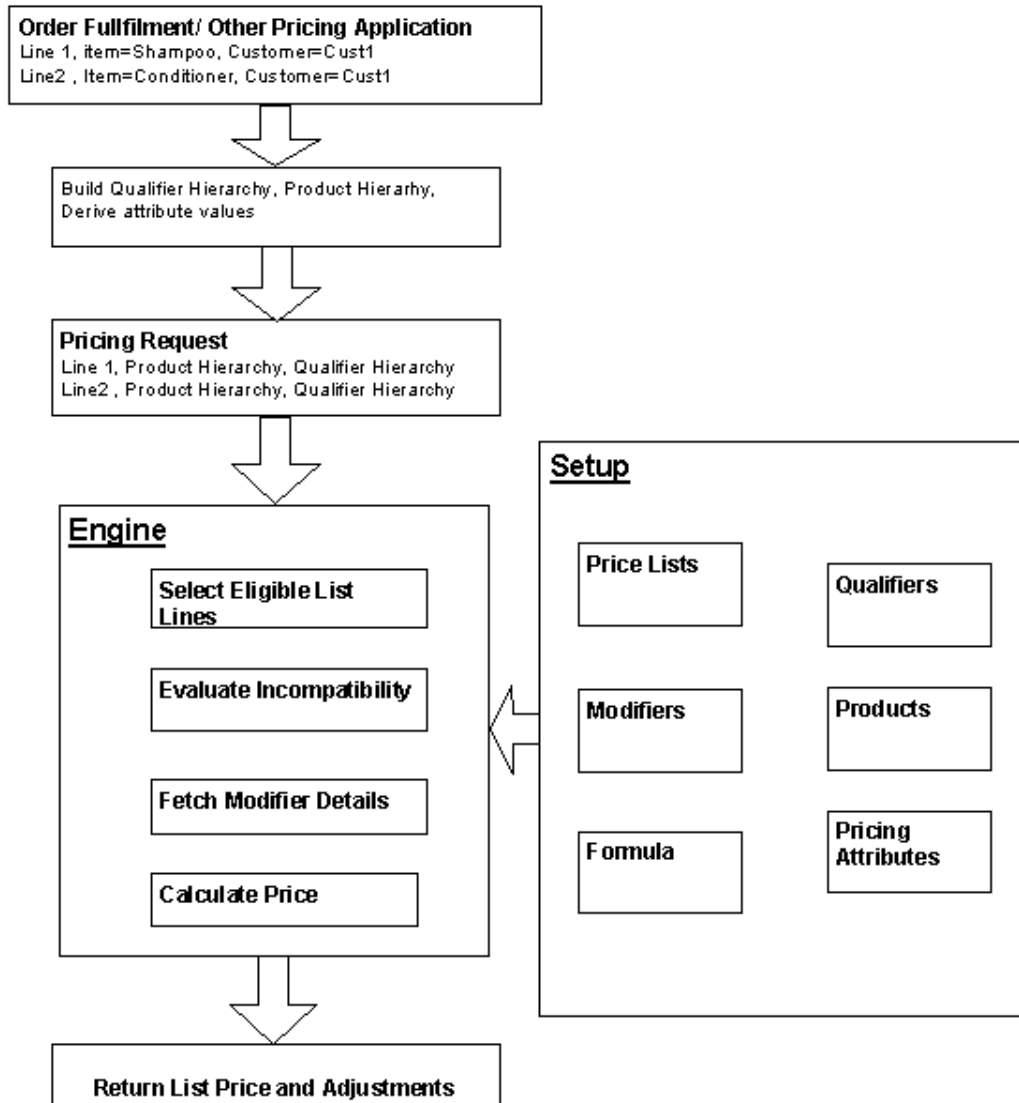 Order Fullfilment/ Other Pricing Application
Line 1, item=Shampoo, Customer=Cust1
Line2 , Item=Conditioner, Customer=Cust1
Build Qualifier Hierarchy, Product Hierarhy,
Derive attribute values
Pricing Request
Line 1, Product Hierarchy, Qualifier Hierarchy
Line2 , Product Hierarchy, Qualifier Hierarchy
Engine
Select Eligible List
Lines
Evaluate Incompatibility
Fetch Modifier Details
Calculate Price
Setup
Price Lists
Qualifiers
Modifiers
Products
Formula
Pricing
Attributes
Return List Price and Adjustments